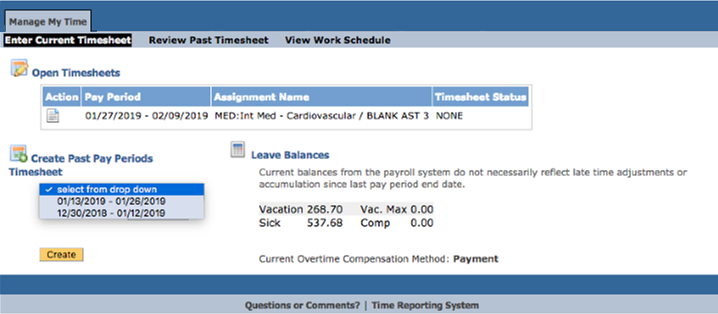 Manage My Time
Enter Current Timesheet Review Past Timesheet View Work Schedule
Open Timesheets
Action Pay Period Assignment Name Timesheet Status
01/27/2019 - 02/09/2019 MED:Int Med - Cardiovascular / BLANK AST 3 NONE
Create Past Pay Periods
Timesheet
✓ select from drop down
01/13/2019 - 01/26/2019
12/30/2018 - 01/12/2019
Create
Leave Balances
Current balances from the payroll system do not necessarily reflect late time adjustments or
accumulation since last pay period end date.
Vacation 268.70 Vac. Max 0.00
Sick 537.68 Comp 0.00
Current Overtime Compensation Method: Payment
Questions or Comments? | Time Reporting System